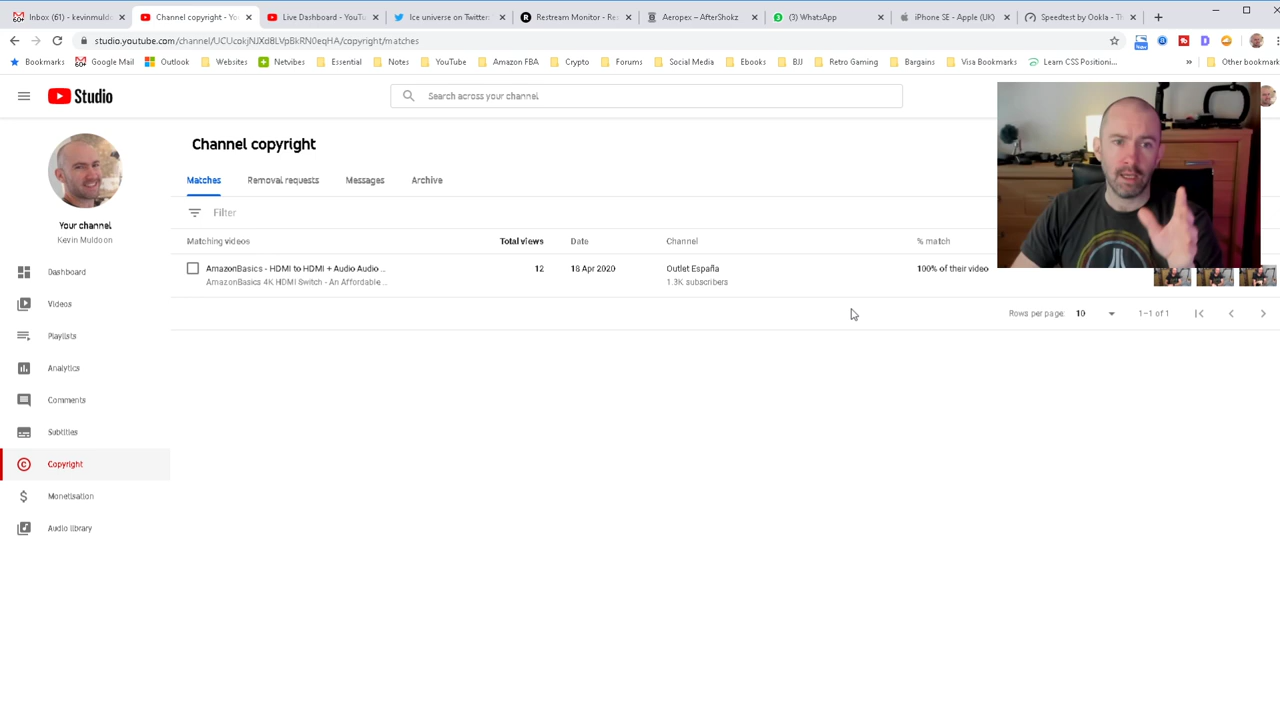 Inbox (61) - kevinmuldo
Channel copyright - Yo
Live Dashboard - YouTu
Ice universe on Twitter:
Restream Monitor - Res
Aeropex – AfterShokz
(3) WhatsApp
iPhone SE - Apple (UK)
Speedtest by Ookla - Th
studio.youtube.com/channel/
/copyright/matches
Bookmarks
Google Mail
Outlook
Websites
Netvibes
Essential
Notes
YouTube
Amazon FBA
Crypto
Forums
Social Media
Ebooks
BJJ
Retro Gaming
Bargains
Visa Bookmarks
Learn CSS Positioni...
»
Other bookmark
Studio
Search across your channel
Channel copyright
Matches
Removal requests
Messages
Archive
Filter
Your channel
Kevin Muldoon
Matching videos
Total views
Date
Channel
% match
AmazonBasics - HDMI to HDMI + Audio Audio ...
12
18 Apr 2020
Outlet España
100% of their video
AmazonBasics 4K HDMI Switch - An Affordable ...
1.3K subscribers
Rows per page:
10
1–1 of 1
Dashboard
Videos
Playlists
Analytics
Comments
Subtitles
Copyright
Monetisation
Audio library